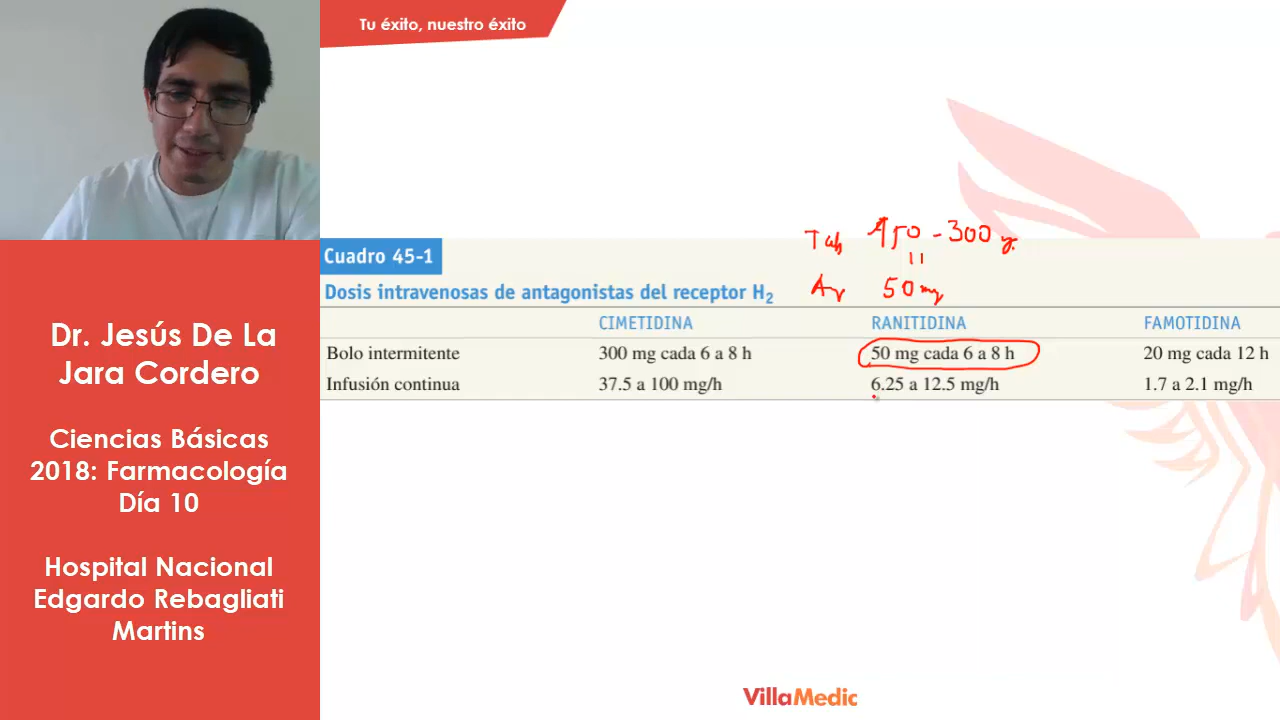 Tu éxito, nuestro éxito
Tab 150 - 300 g.
Cuadro 45-1
Dosis intravenosas de antagonistas del receptor H2
50 mg
CIMETIDINA RANITIDINA FAMOTIDINA
Bolo intermitente 300 mg cada 6 a 8 h 50 mg cada 6 a 8 h 20 mg cada 12 h
Infusión continua 37.5 a 100 mg/h 6.25 a 12.5 mg/h 1.7 a 2.1 mg/h
Dr. Jesús De La
Jara Cordero
Ciencias Básicas
2018: Farmacología
Día 10
Hospital Nacional
Edgardo Rebagliati
Martins
VillaMedic